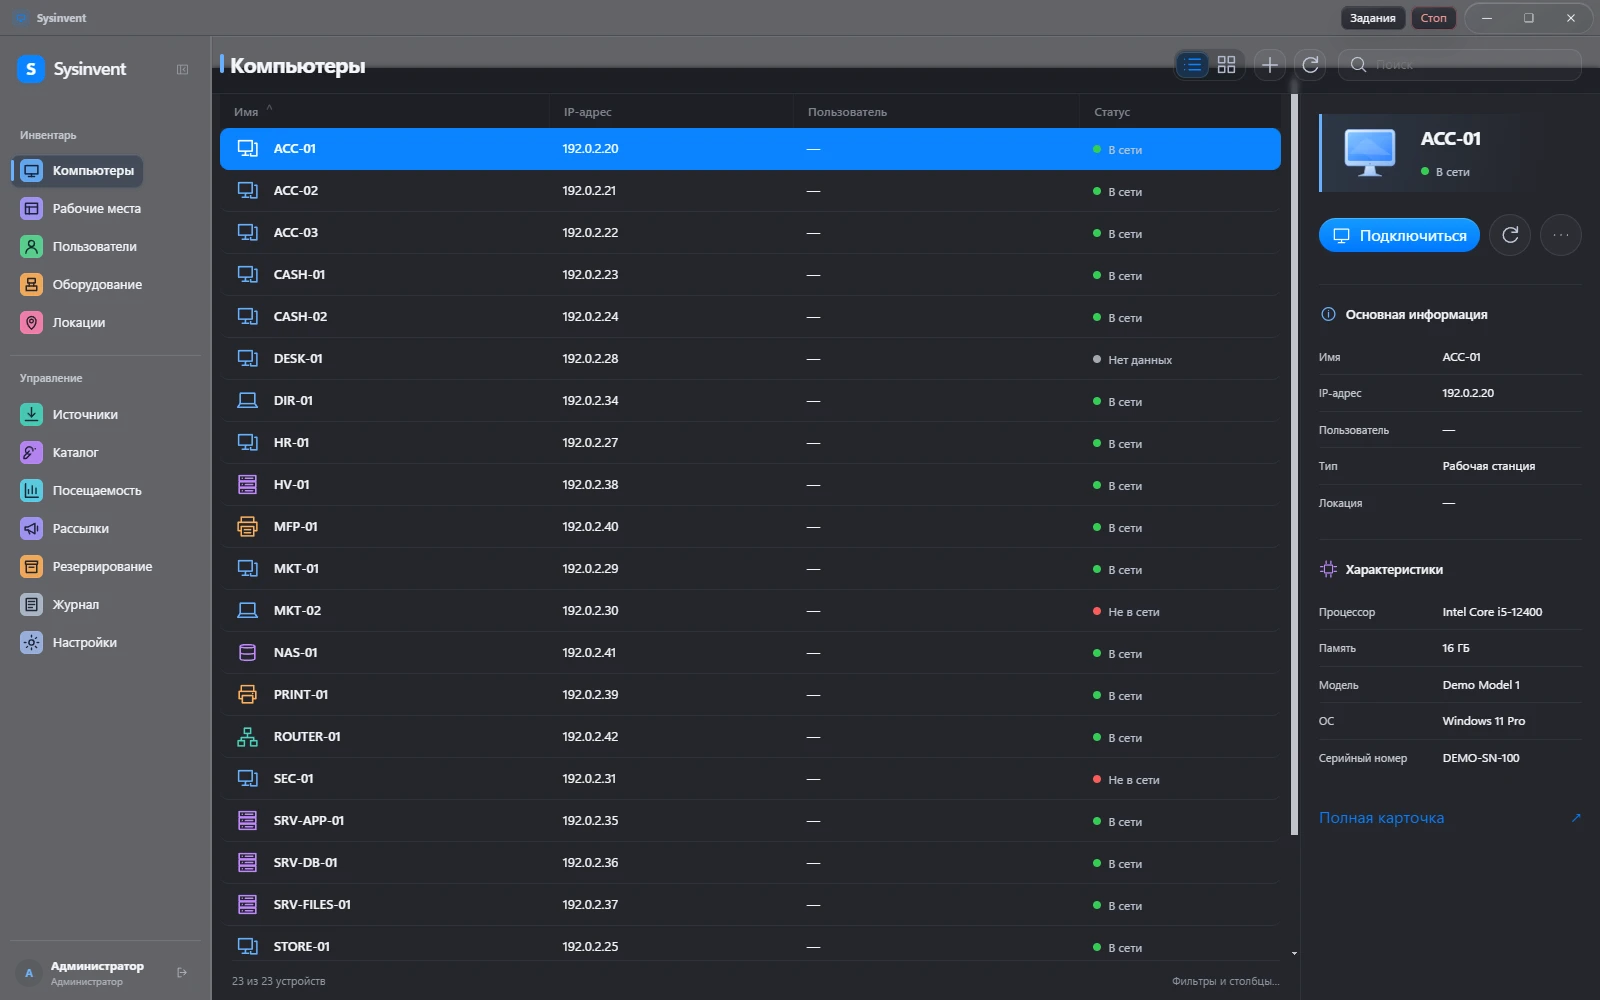 Sysinvent
Задания
Стоп
S Sysinvent
Компьютеры
Поиск
Инвентарь
Компьютеры
Рабочие места
Пользователи
Оборудование
Локации
Управление
Источники
Каталог
Посещаемость
Рассылки
Резервирование
Журнал
Настройки
А Администратор
Администратор
Имя ^ IP-адрес Пользователь Статус
ACC-01 192.0.2.20 — В сети
ACC-02 192.0.2.21 — В сети
ACC-03 192.0.2.22 — В сети
CASH-01 192.0.2.23 — В сети
CASH-02 192.0.2.24 — В сети
DESK-01 192.0.2.28 — Нет данных
DIR-01 192.0.2.34 — В сети
HR-01 192.0.2.27 — В сети
HV-01 192.0.2.38 — В сети
MFP-01 192.0.2.40 — В сети
MKT-01 192.0.2.29 — В сети
MKT-02 192.0.2.30 — Не в сети
NAS-01 192.0.2.41 — В сети
PRINT-01 192.0.2.39 — В сети
ROUTER-01 192.0.2.42 — В сети
SEC-01 192.0.2.31 — Не в сети
SRV-APP-01 192.0.2.35 — В сети
SRV-DB-01 192.0.2.36 — В сети
SRV-FILES-01 192.0.2.37 — В сети
STORE-01 192.0.2.25 — В сети
23 из 23 устройств
Фильтры и столбцы...
ACC-01
В сети
Подключиться
...
Основная информация
Имя ACC-01
IP-адрес 192.0.2.20
Пользователь —
Тип Рабочая станция
Локация —
Характеристики
Процессор Intel Core i5-12400
Память 16 ГБ
Модель Demo Model 1
ОС Windows 11 Pro
Серийный номер DEMO-SN-100
Полная карточка ↗